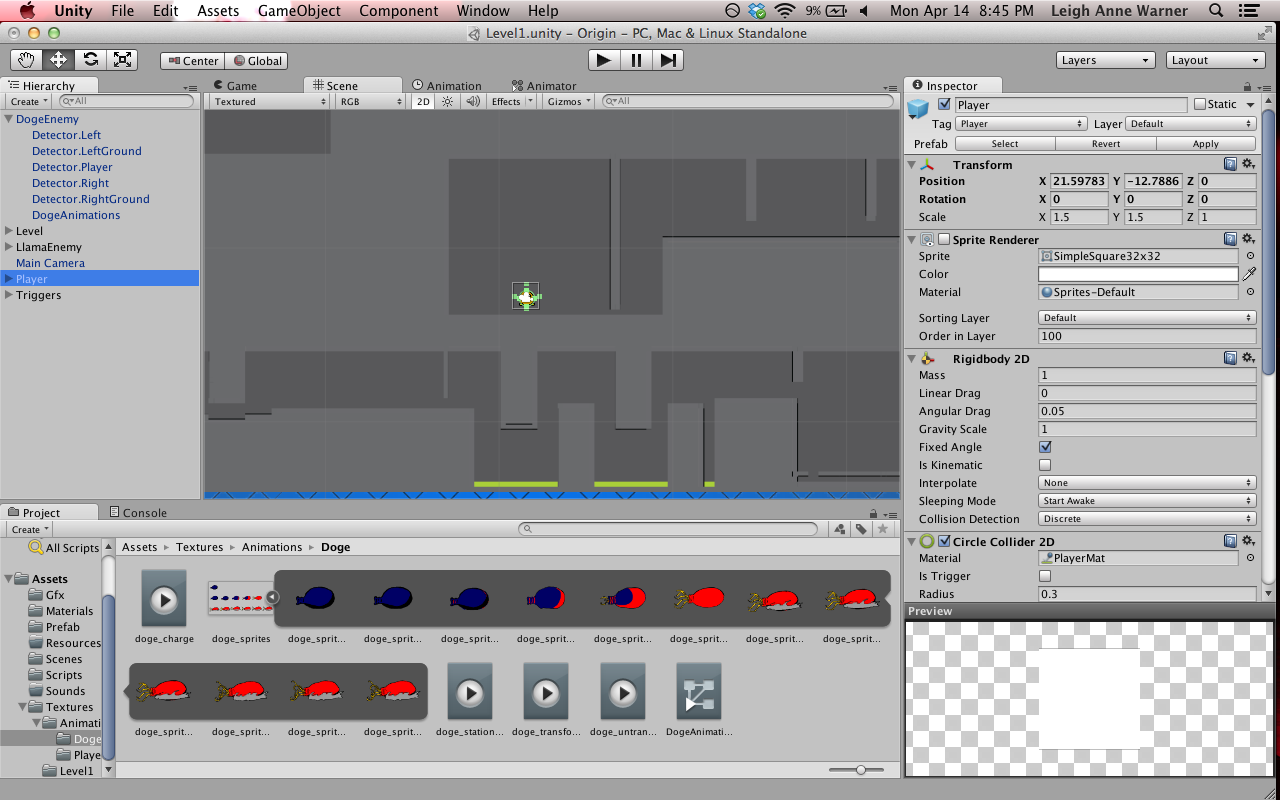 Unity File Edit Assets GameObject Component Window Help 9% Mon Apr 14 8:45 PM Leigh Anne Warner
Level1.unity - Origin - PC, Mac & Linux Standalone
Center Global Layers Layout
Hierarchy
Create All
DogeEnemy
Detector.Left
Detector.LeftGround
Detector.Player
Detector.Right
Detector.RightGround
DogeAnimations
Level
LlamaEnemy
Main Camera
Player
Triggers
Game Scene Animation Animator
Textured RGB 2D Effects Gizmos All
Inspector
Player Static
Tag Player Layer Default
Prefab Select Revert Apply
Transform
Position X 21.59783 Y -12.7886 Z 0
Rotation X 0 Y 0 Z 0
Scale X 1.5 Y 1.5 Z 1
Sprite Renderer
Sprite SimpleSquare32x32
Color
Material Sprites-Default
Sorting Layer Default
Order in Layer 100
Rigidbody 2D
Mass 1
Linear Drag 0
Angular Drag 0.05
Gravity Scale 1
Fixed Angle
Is Kinematic
Interpolate None
Sleeping Mode Start Awake
Collision Detection Discrete
Circle Collider 2D
Material PlayerMat
Is Trigger
Radius 0.3
Preview
Project Console
Create
All Scripts
Assets
Gfx
Materials
Prefab
Resources
Scenes
Scripts
Sounds
Textures
Animati
Doge
Playe
Level1
Assets Textures Animations Doge
doge_charge doge_sprites doge_sprit... doge_sprit... doge_sprit... doge_sprit... doge_sprit... doge_sprit... doge_sprit... doge_sprit...
doge_sprit... doge_sprit... doge_sprit... doge_sprit... doge_station... doge_transfo... doge_untran... DogeAnimati...